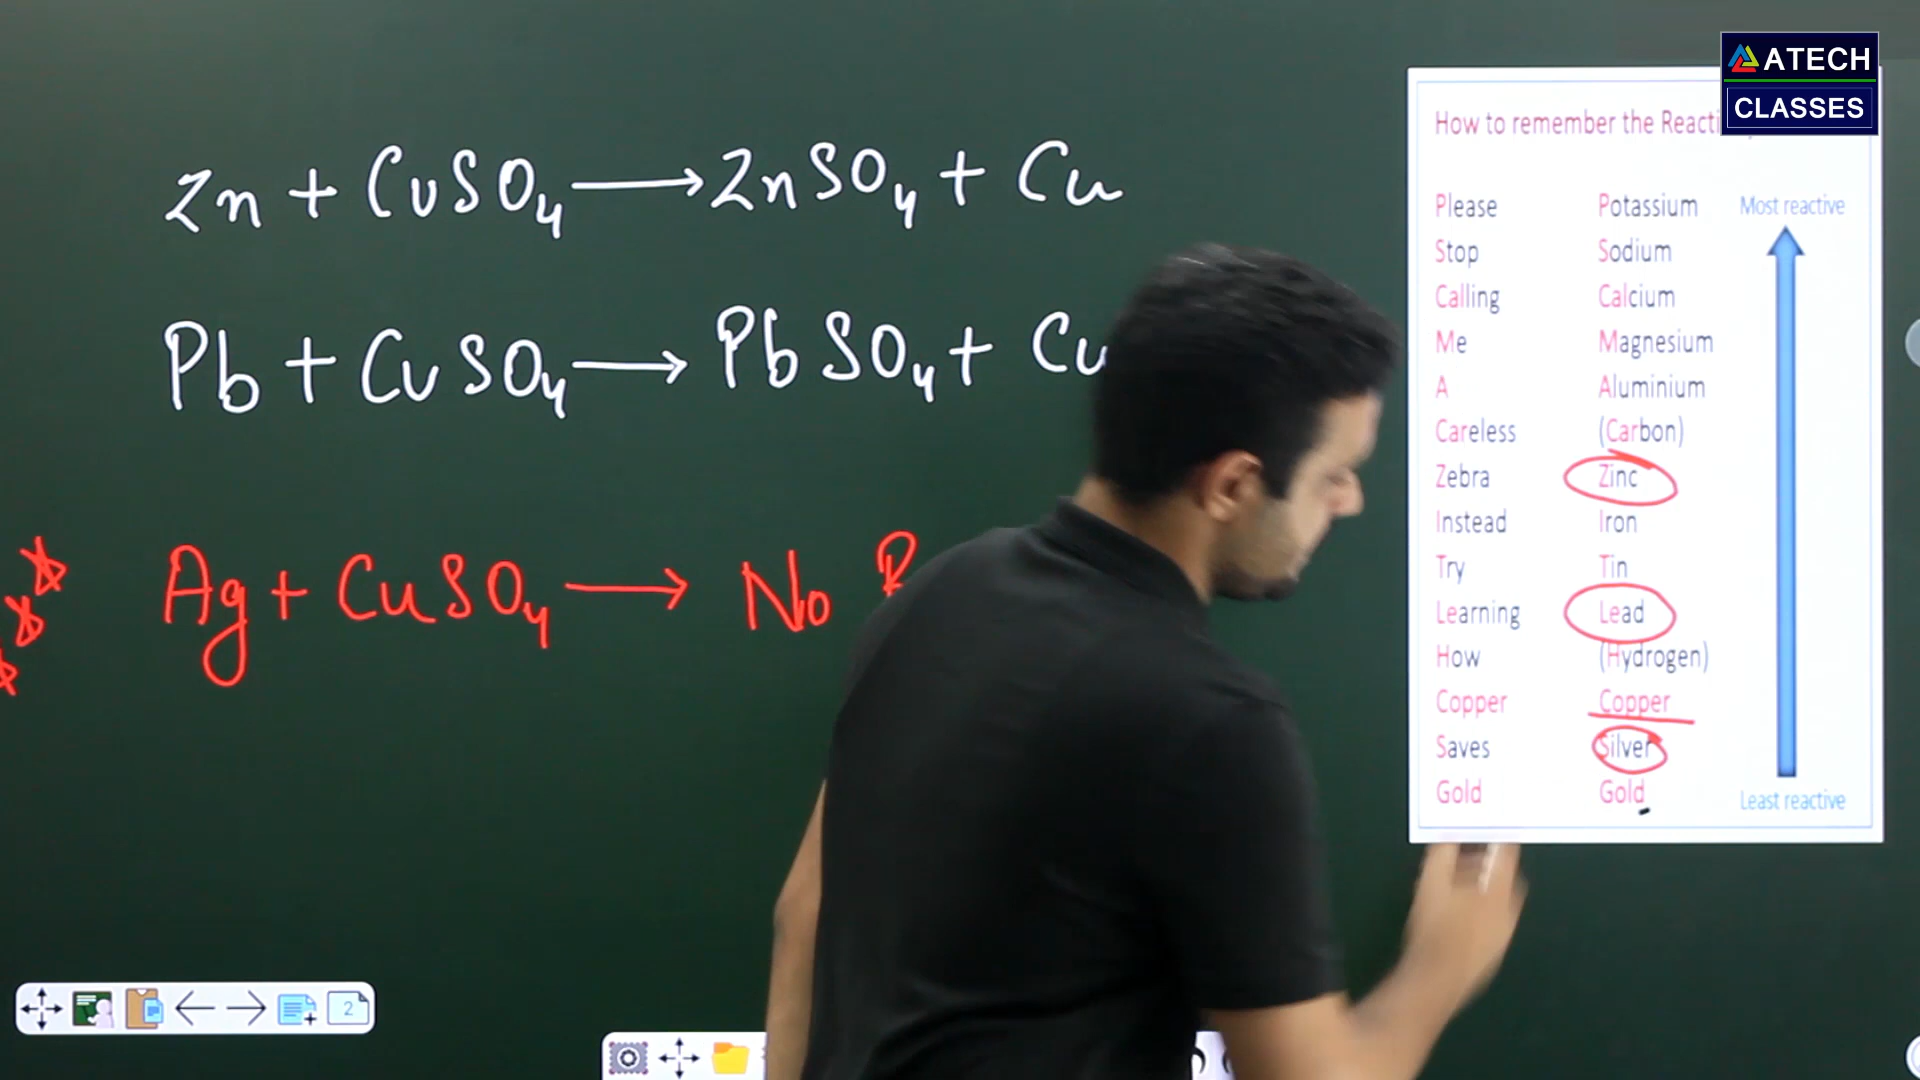 ATECH
CLASSES
Zn + CuSO4 ⟶ ZnSO4 + Cu
Pb + CuSO4 ⟶ PbSO4 + Cu
Ag + CuSO4 ⟶ No
How to remember the
Please Potassium Most reactive
Stop Sodium
Calling Calcium
Me Magnesium
A Aluminium
Careless (Carbon)
Zebra Zinc
Instead Iron
Try Tin
Learning Lead
How (Hydrogen)
Copper Copper
Saves Silver
Gold Gold Least reactive
2